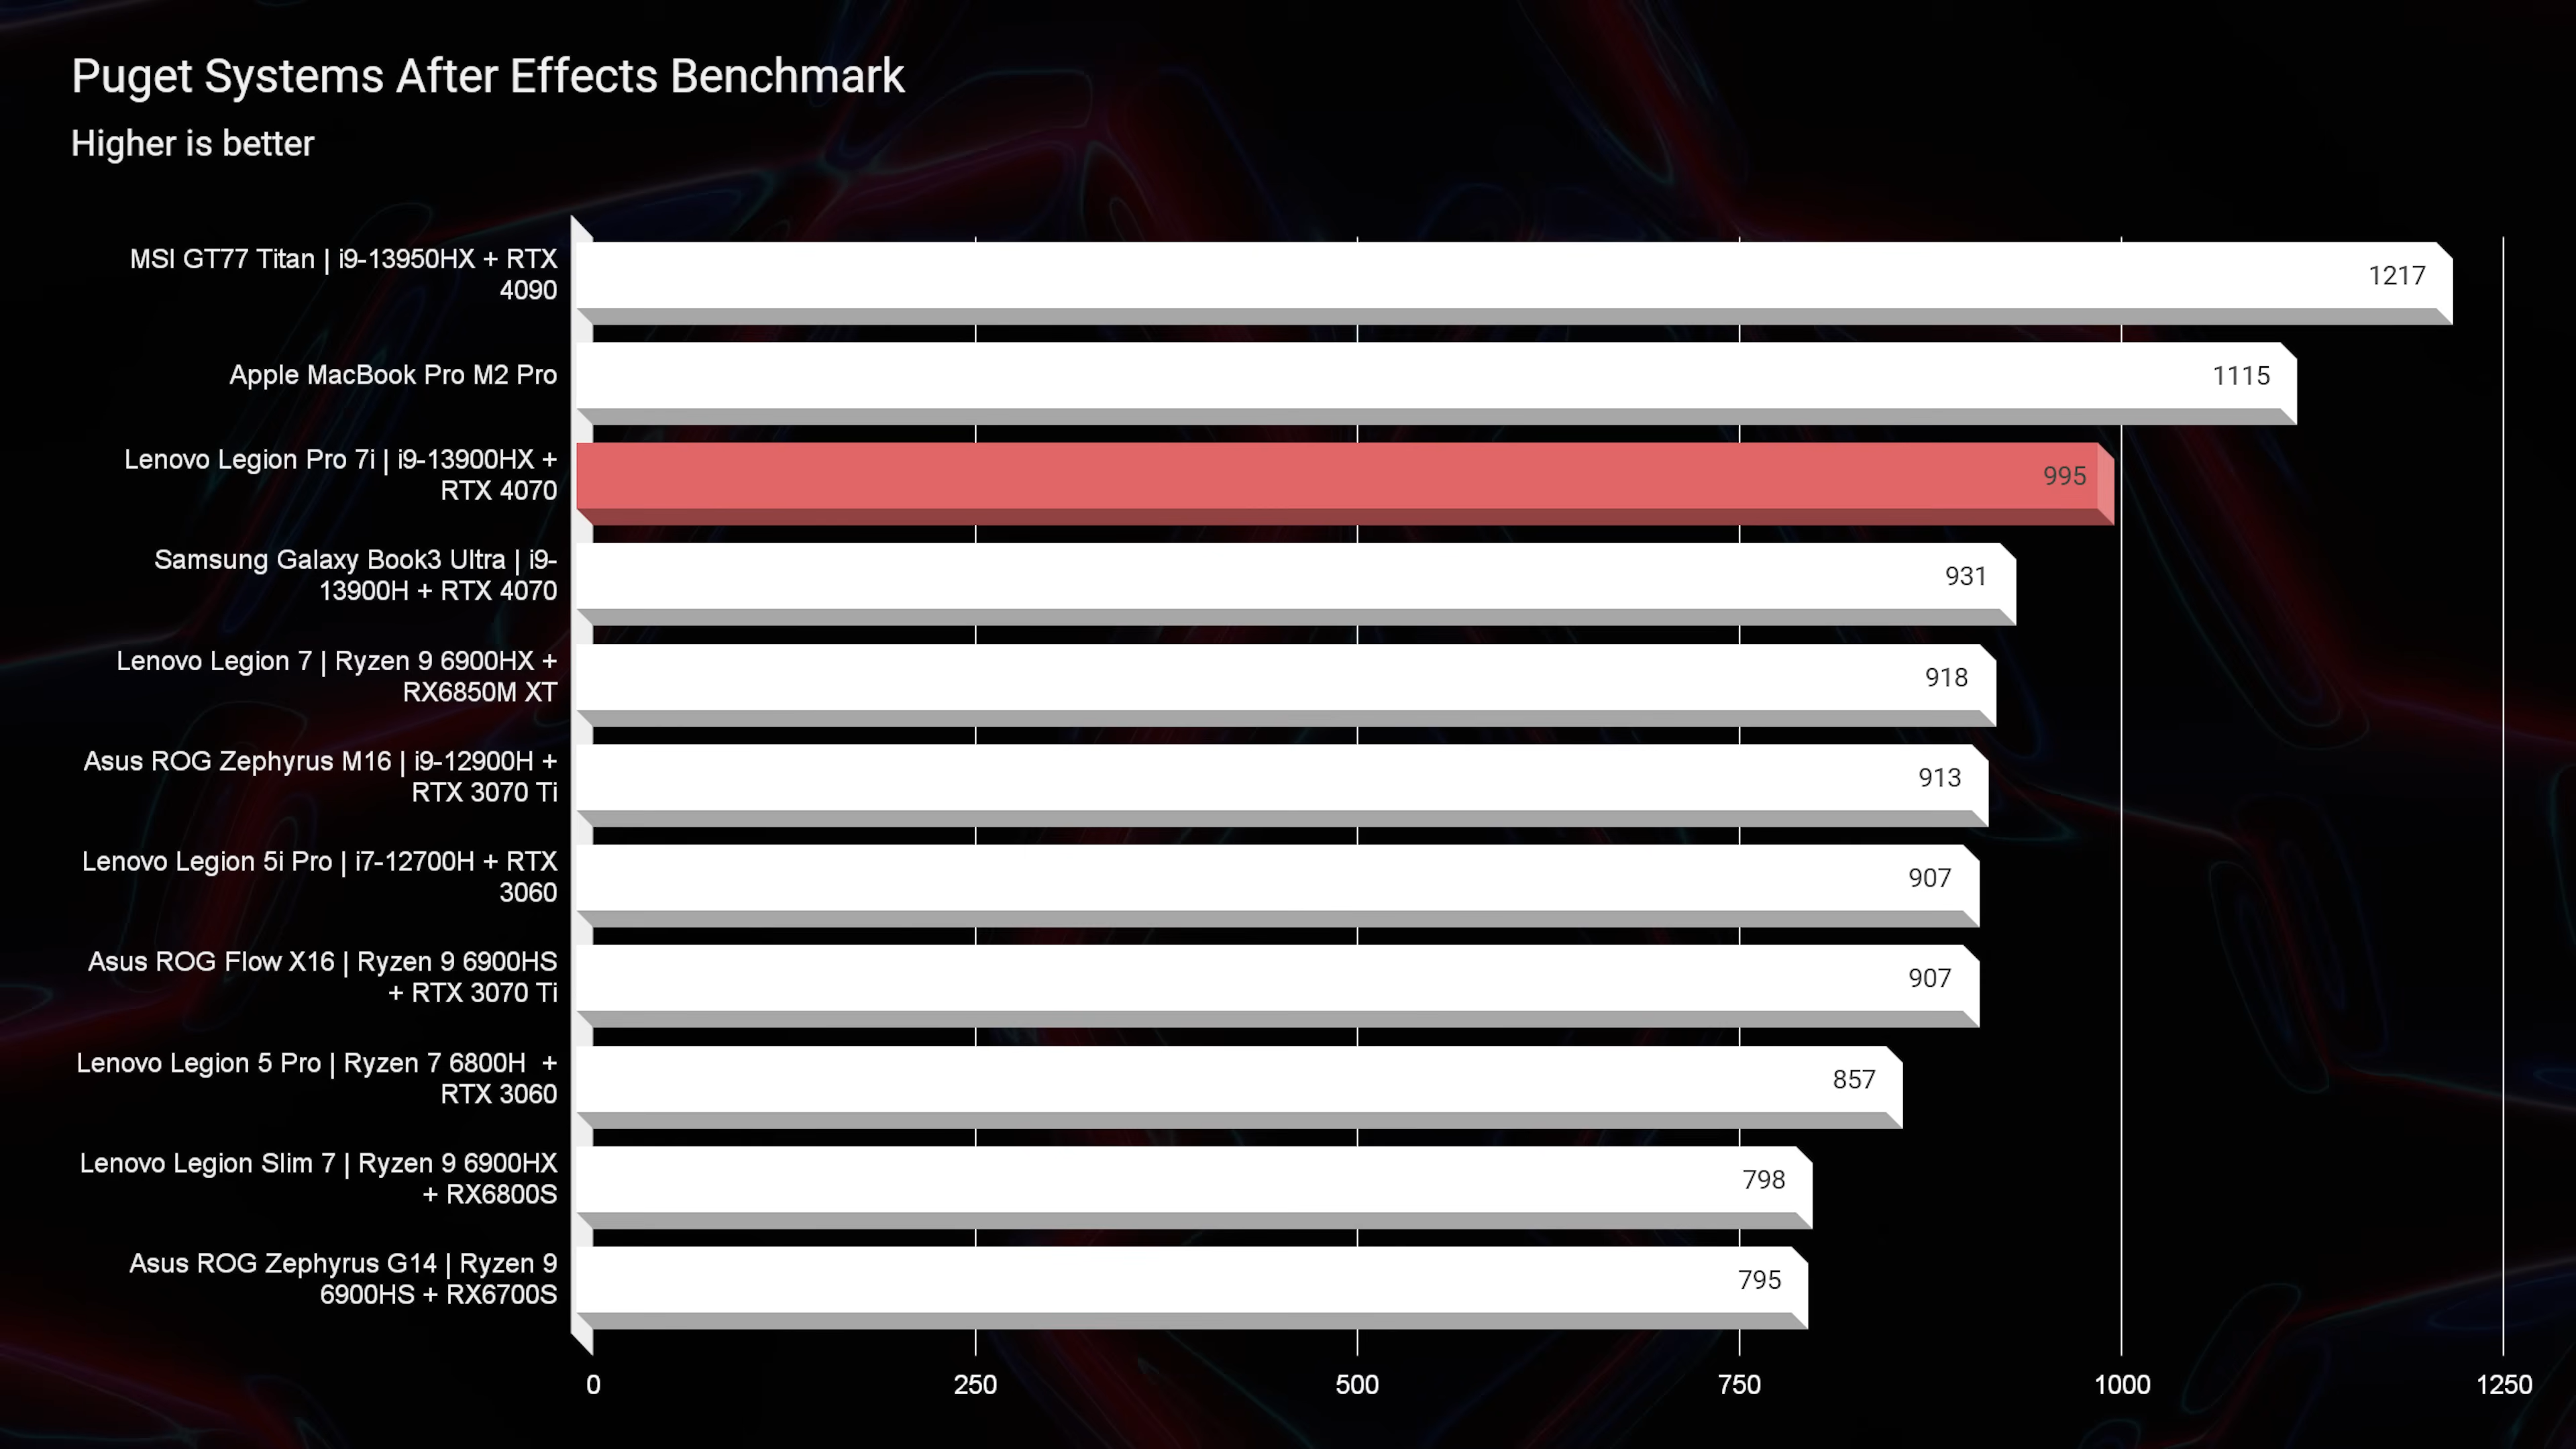 Puget Systems After Effects Benchmark
Higher is better
MSI GT77 Titan | i9-13950HX + RTX
4090
1217
Apple MacBook Pro M2 Pro
1115
Lenovo Legion Pro 7i | i9-13900HX +
RTX 4070
995
Samsung Galaxy Book3 Ultra | i9-
13900H + RTX 4070
931
Lenovo Legion 7 | Ryzen 9 6900HX +
RX6850M XT
918
Asus ROG Zephyrus M16 | i9-12900H +
RTX 3070 Ti
913
Lenovo Legion 5i Pro | i7-12700H + RTX
3060
907
Asus ROG Flow X16 | Ryzen 9 6900HS
+ RTX 3070 Ti
907
Lenovo Legion 5 Pro | Ryzen 7 6800H  +
RTX 3060
857
Lenovo Legion Slim 7 | Ryzen 9 6900HX
+ RX6800S
798
Asus ROG Zephyrus G14 | Ryzen 9
6900HS + RX6700S
795
0 250 500 750 1000 1250